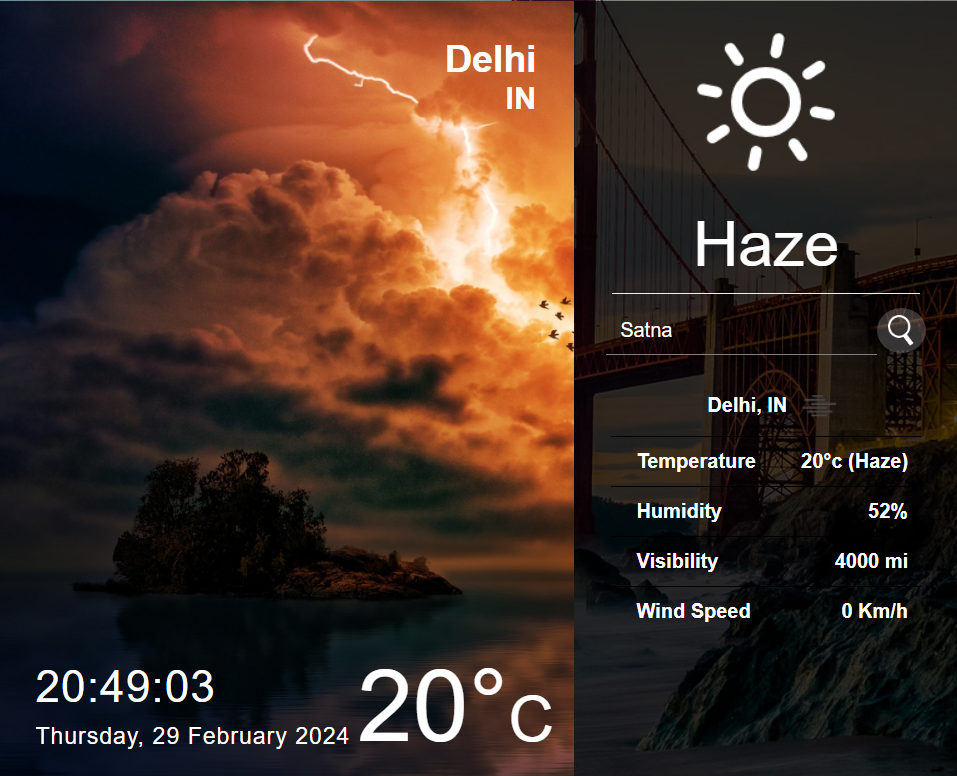 Delhi
IN
20:49:03
Thursday, 29 February 2024
20°C
Haze
Satna
Delhi, IN
Temperature 20°c (Haze)
Humidity 52%
Visibility 4000 mi
Wind Speed 0 Km/h